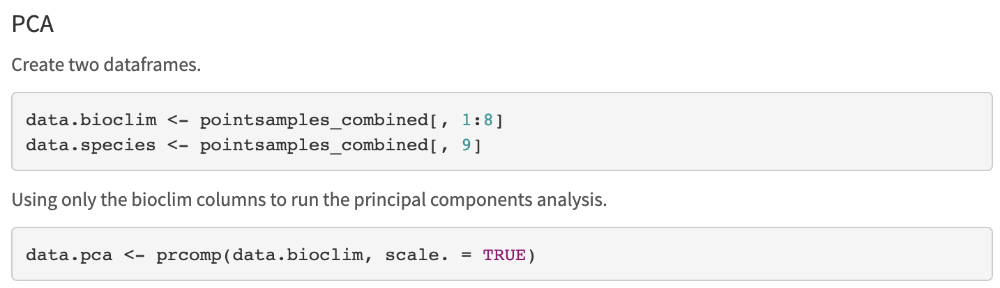 PCA
Create two dataframes.
data.bioclim <- pointsamples_combined[, 1:8]
data.species <- pointsamples_combined[, 9]
Using only the bioclim columns to run the principal components analysis.
data.pca <- prcomp(data.bioclim, scale. = TRUE)